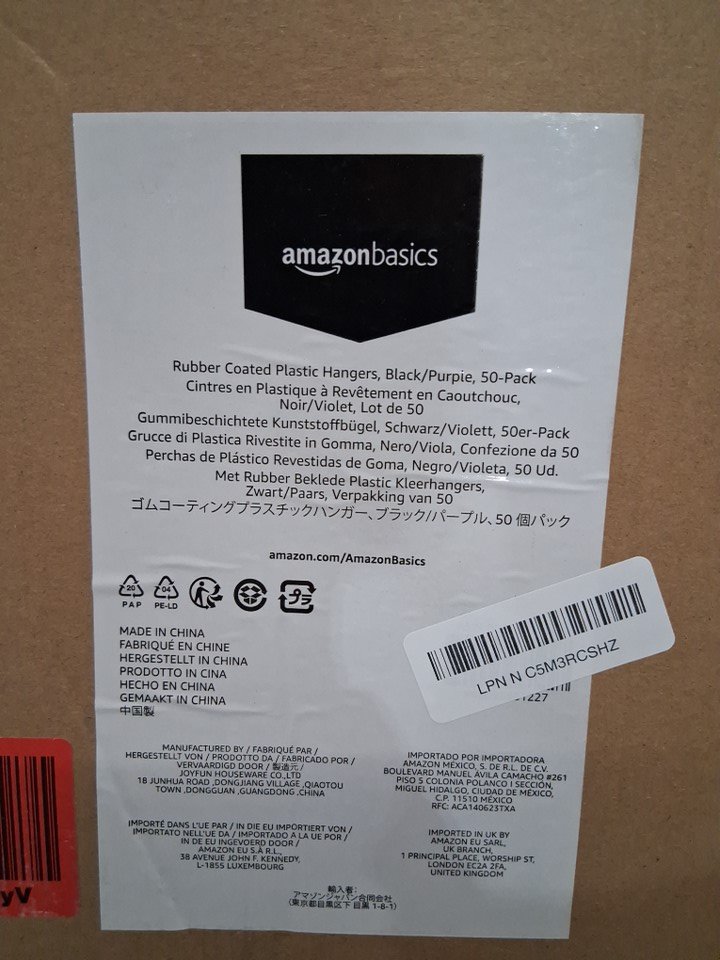 amazonbasics
Rubber Coated Plastic Hangers, Black/Purple, 50-Pack
Cintres en Plastique à Revêtement en Caoutchouc,
Noir/Violet, Lot de 50
Gummibeschichtete Kunststoffbügel, Schwarz/Violett, 50er-Pack
Grucce di Plastica Rivestite in Gomma, Nero/Viola, Confezione da 50
Perchas de Plástico Revestidas de Goma, Negro/Violeta, 50 Ud.
Met Rubber Beklede Plastic Kleerhangers,
Zwart/Paars, Verpakking van 50
ゴムコーティングプラスチックハンガー、ブラック/パープル、50 個パック
amazon.com/AmazonBasics
20
PAP
04
PE-LD
プラ
MADE IN CHINA
FABRIQUÉ EN CHINE
HERGESTELLT IN CHINA
PRODOTTO IN CINA
HECHO EN CHINA
GEMAAKT IN CHINA
中国製
LPN N C5M3RCSHZ
1227
yV
MANUFACTURED BY / FABRIQUÉ PAR /
HERGESTELLT VON / PRODOTTO DA / FABRICADO POR /
VERVAARDIGD DOOR / 製造元 /
JOYFUN HOUSEWARE CO.,LTD
18 JUNHUA ROAD ,DONGJIANG VILLAGE ,QIAOTOU
TOWN ,DONGGUAN ,GUANGDONG ,CHINA
IMPORTADO POR IMPORTADORA
AMAZON MEXICO, S. DE R.L. DE C.V.
BOULEVARD MANUEL ÁVILA CAMACHO #261
PISO 5 COLONIA POLANCO I SECCIÓN,
MIGUEL HIDALGO, CIUDAD DE MÉXICO,
C.P. 11510 MÉXICO
RFC: ACA140623TXA
IMPORTÉ DANS L'UE PAR / IN DIE EU IMPORTIERT VON /
IMPORTATO NELL'UE DA / IMPORTADO A LA UE POR /
IN DE EU INGEVOERD DOOR /
AMAZON EU S.À R.L.,
38 AVENUE JOHN F. KENNEDY,
L-1855 LUXEMBOURG
IMPORTED IN UK BY
AMAZON EU SARL,
UK BRANCH,
1 PRINCIPAL PLACE, WORSHIP ST,
LONDON EC2A 2FA,
UNITED KINGDOM
輸入者:
アマゾンジャパン合同会社
(東京都目黒区下目黒 1-8-1)